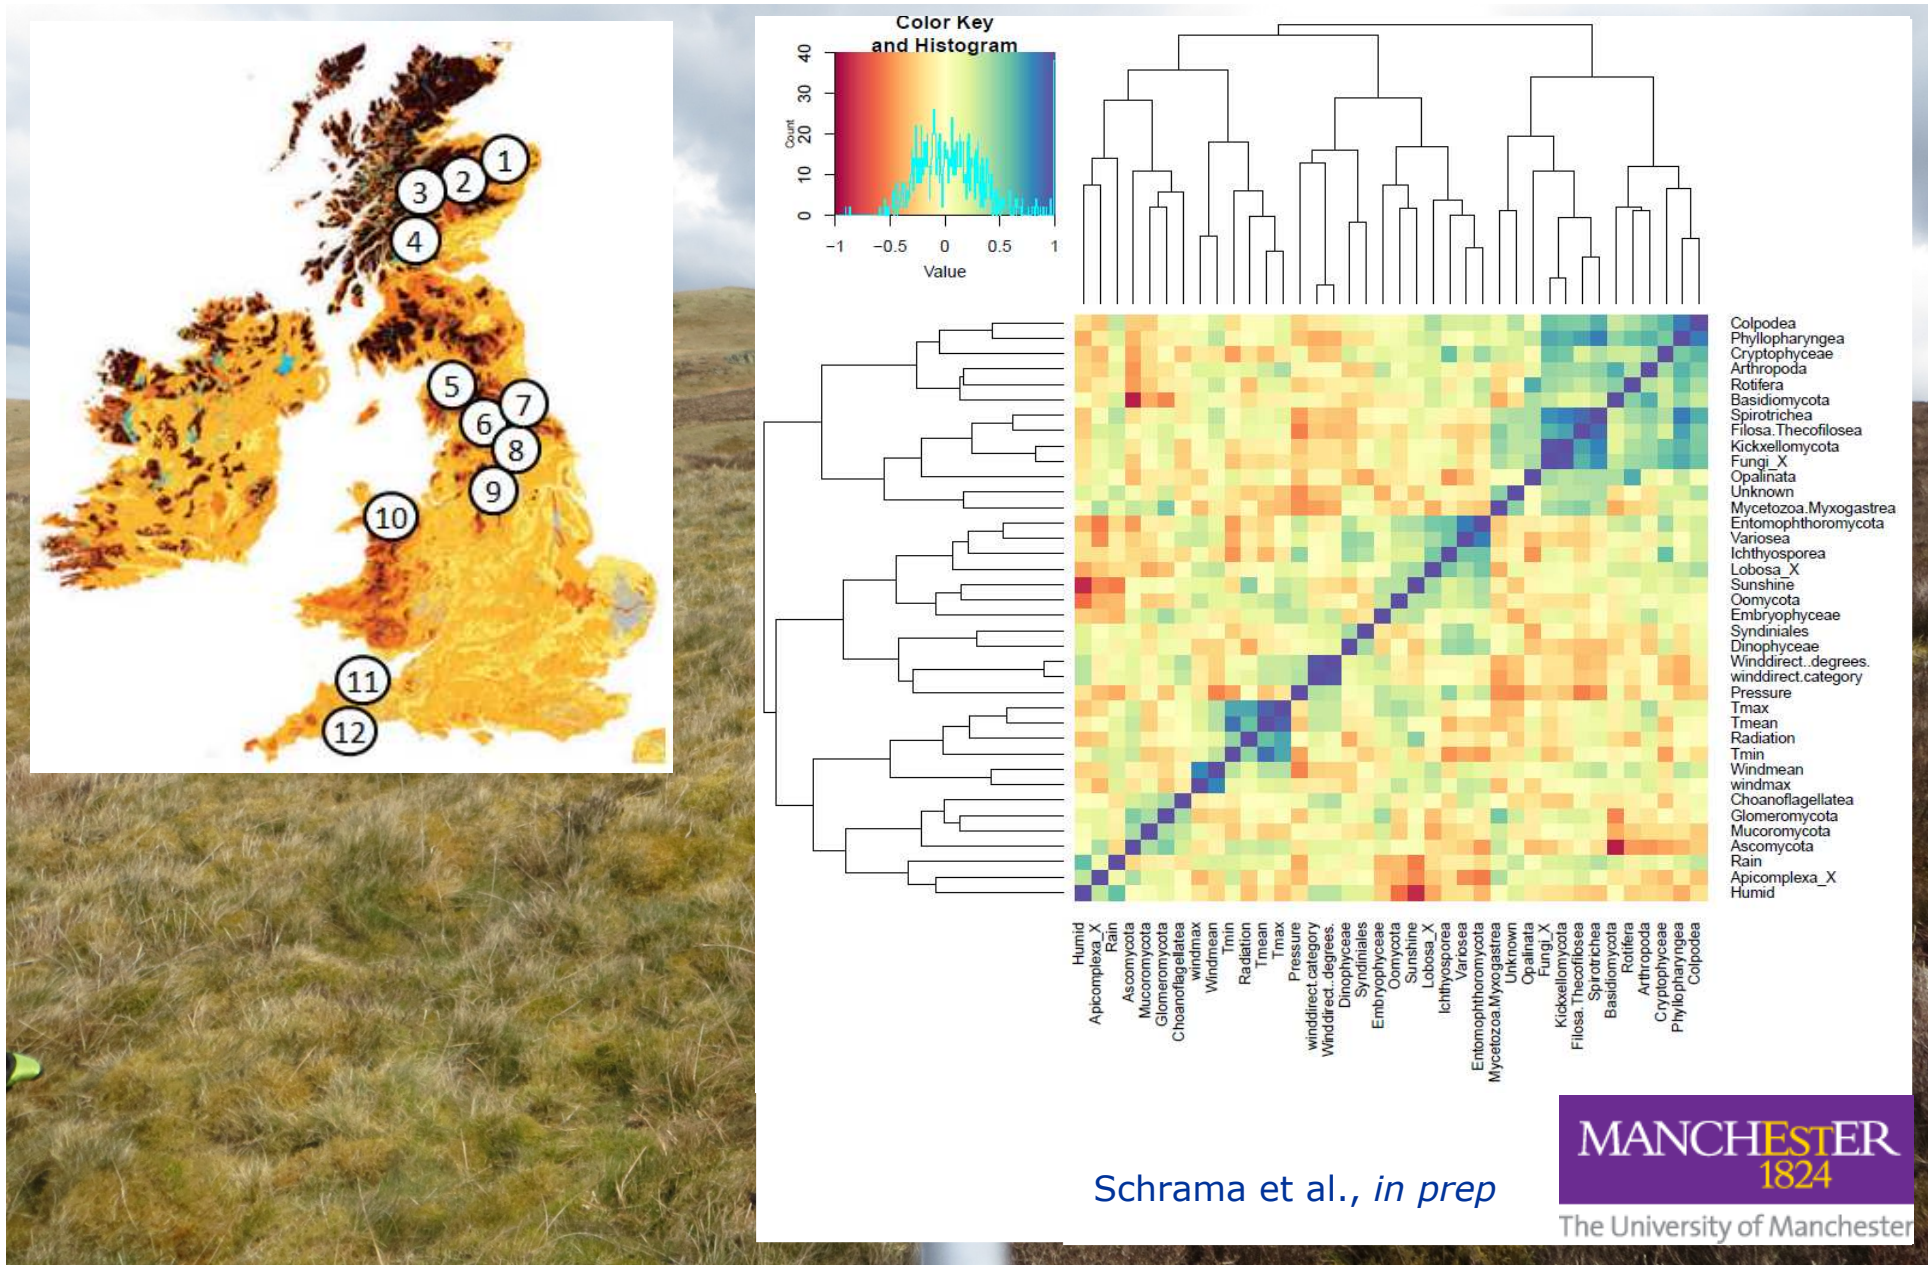 1
2
3
4
5
6
7
8
9
10
11
12
Color Key
and Histogram
Count
0
10
20
30
40
−1
−0.5
0
0.5
1
Value
Colpodea
Phyllopharyngea
Cryptophyceae
Arthropoda
Rotifera
Basidiomycota
Spirotrichea
Filosa.Thecofilosea
Kickxellomycota
Fungi_X
Opalinata
Unknown
Mycetozoa.Myxogastrea
Entomophthoromycota
Variosea
Ichthyosporea
Lobosa_X
Sunshine
Oomycota
Embryophyceae
Syndiniales
Dinophyceae
Winddirect..degrees.
winddirect.category
Pressure
Tmax
Tmean
Radiation
Tmin
Windmean
windmax
Choanoflagellatea
Glomeromycota
Mucoromycota
Ascomycota
Rain
Apicomplexa_X
Humid
Humid
Apicomplexa_X
Rain
Ascomycota
Mucoromycota
Glomeromycota
Choanoflagellatea
windmax
Windmean
Tmin
Radiation
Tmean
Tmax
Pressure
winddirect.category
Winddirect..degrees.
Dinophyceae
Syndiniales
Embryophyceae
Oomycota
Sunshine
Lobosa_X
Ichthyosporea
Variosea
Entomophthoromycota
Mycetozoa.Myxogastrea
Unknown
Opalinata
Fungi_X
Kickxellomycota
Filosa.Thecofilosea
Spirotrichea
Basidiomycota
Rotifera
Arthropoda
Cryptophyceae
Phyllopharyngea
Colpodea
Schrama et al., in prep
MANCHESTER
1824
The University of Manchester